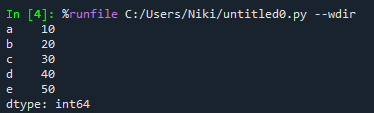 In [4]: %runfile C:/Users/Niki/untitled0.py --wdir
a    10
b    20
c    30
d    40
e    50
dtype: int64